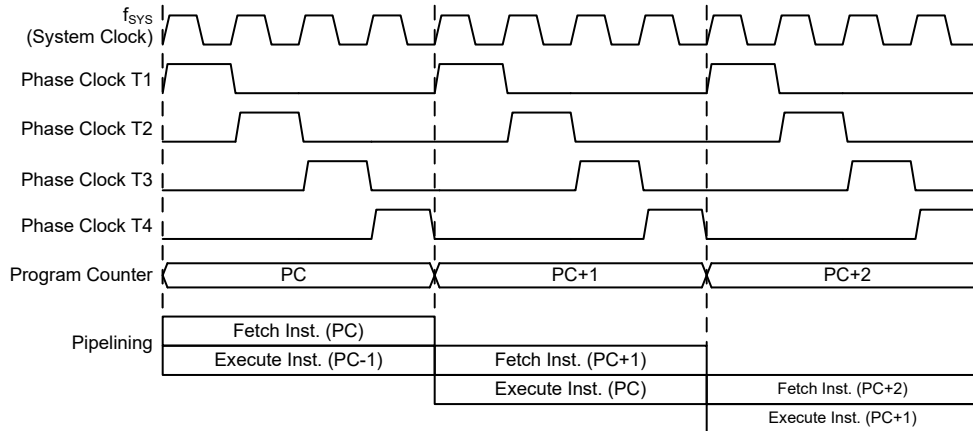 fSYS
(System Clock)
Phase Clock T1
Phase Clock T2
Phase Clock T3
Phase Clock T4
Program Counter PC PC+1 PC+2
Pipelining
Fetch Inst. (PC)
Execute Inst. (PC-1) Fetch Inst. (PC+1)
Execute Inst. (PC) Fetch Inst. (PC+2)
Execute Inst. (PC+1)